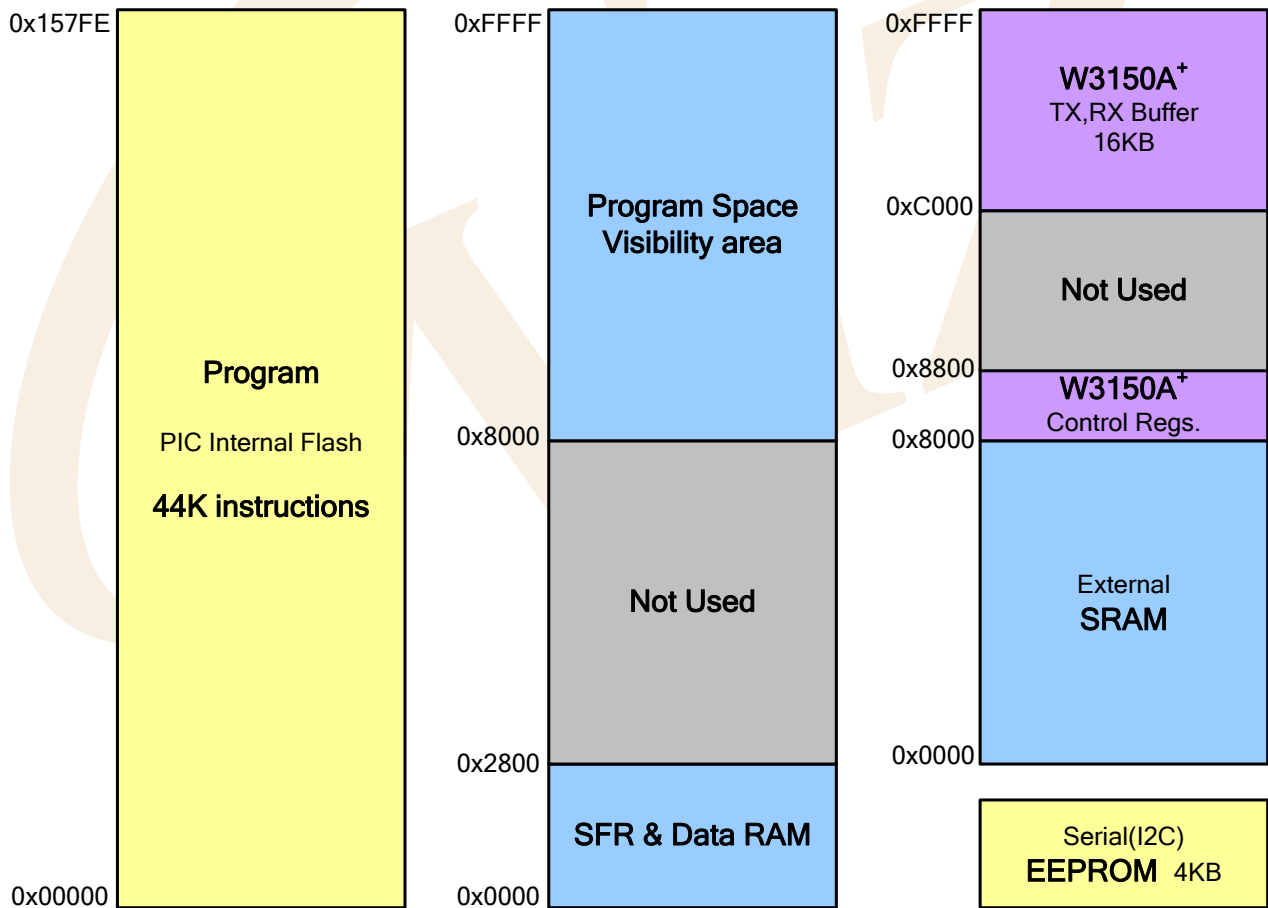 0x157FE
Program
PIC Internal Flash
44K instructions
0x00000
0xFFFF
Program Space
Visibility area
0x8000
Not Used
0x2800
SFR & Data RAM
0x0000
0xFFFF
W3150A+
TX,RX Buffer
16KB
0xC000
Not Used
0x8800
W3150A+
Control Regs.
0x8000
External
SRAM
0x0000
Serial(I2C)
EEPROM 4KB